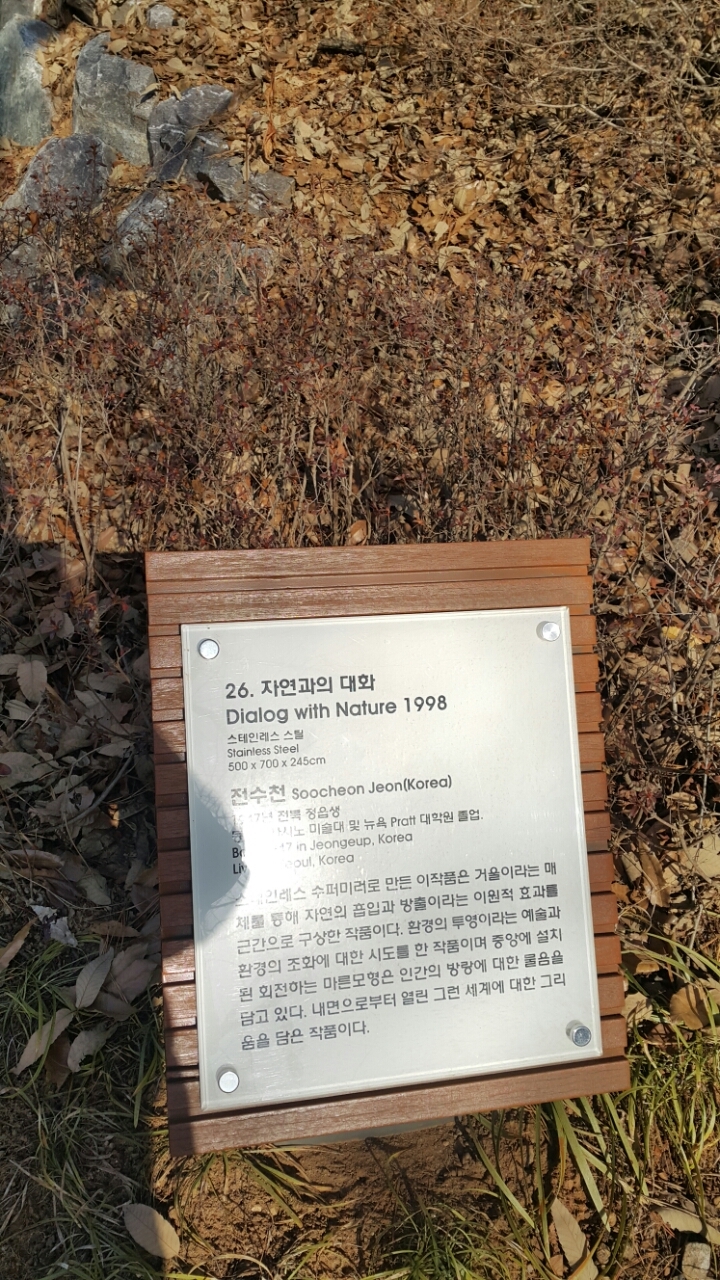 26. 자연과의 대화
Dialog with Nature 1998
스테인레스 스틸
Stainless Steel
500 x 700 x 245cm
전수천 Soocheon Jeon(Korea)
전북 정읍생
미술대 및 뉴욕 Pratt 대학원 졸업.
in Jeongeup, Korea
Korea
스테인레스 수퍼미러로 만든 이작품은 거울이라는 매
체를 통해 자연의 흡입과 방출이라는 이원적 효과를
근간으로 구상한 작품이다. 환경의 투영이라는 예술과
환경의 조화에 대한 시도를 한 작품이며 중앙에 설치
된 회전하는 마른모형은 인간의 방랑에 대한 물음을
담고 있다. 내면으로부터 열린 그런 세계에 대한 그리
움을 담은 작품이다.